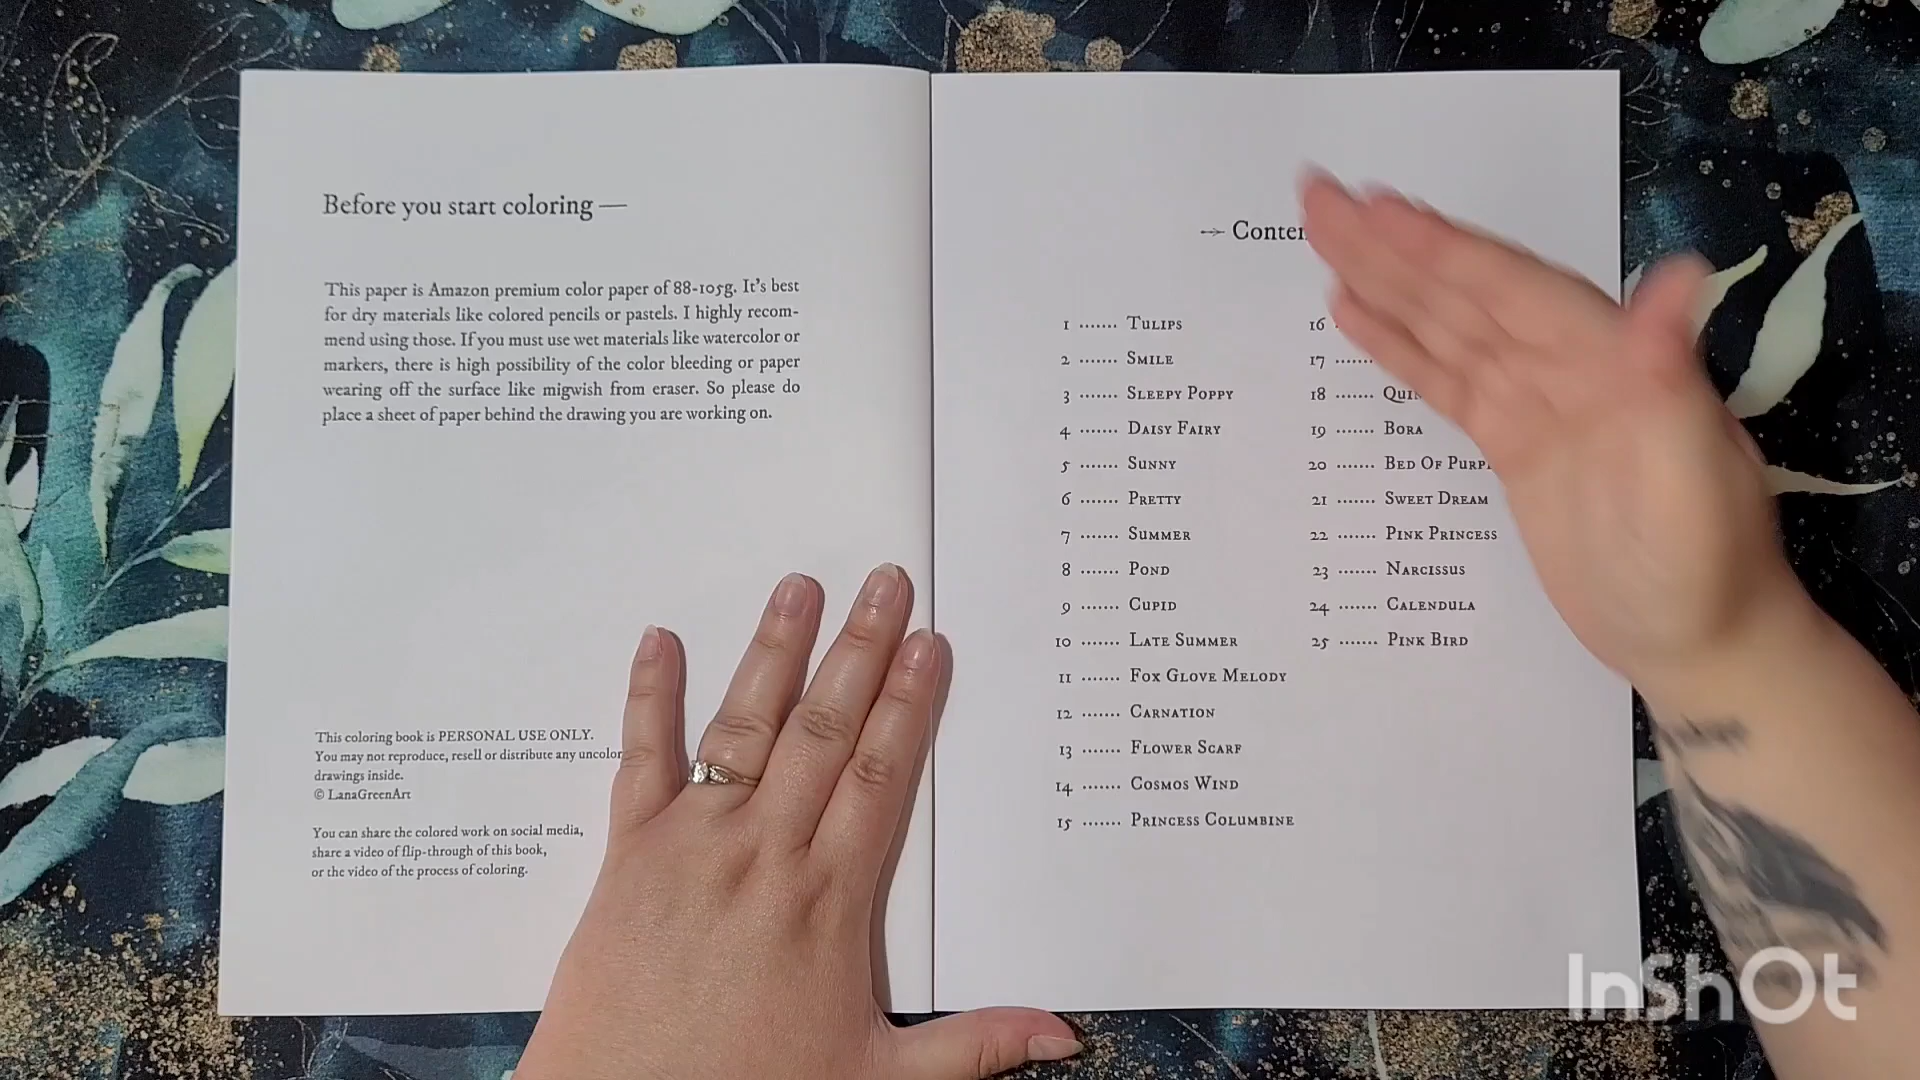 Before you start coloring —
This paper is Amazon premium color paper of 88-105g. It's best
for dry materials like colored pencils or pastels. I highly recom-
mend using those. If you must use wet materials like watercolor or
markers, there is high possibility of the color bleeding or paper
wearing off the surface like migwish from eraser. So please do
place a sheet of paper behind the drawing you are working on.
This coloring book is PERSONAL USE ONLY.
You may not reproduce, resell or distribute any
drawings inside.
© LanaGreenArt
You can share the colored work on social media,
share a video of flip-through of this book,
or the video of the process of coloring.
1 ....... Tulips
2 ....... Smile
3 ....... Sleepy Poppy
4 ....... Daisy Fairy
5 ....... Sunny
6 ....... Pretty
7 ....... Summer
8 ....... Pond
9 ....... Cupid
10 ....... Late Summer
11 ....... Fox Glove Melody
12 ....... Carnation
13 ....... Flower Scarf
14 ....... Cosmos Wind
15 ....... Princess Columbine
16
17 .......
18 .......
19 ....... Bora
20 ....... Bed Of
21 ....... Sweet Dream
22 ....... Pink Princess
23 ....... Narcissus
24 ....... Calendula
25 ....... Pink Bird
InShOt